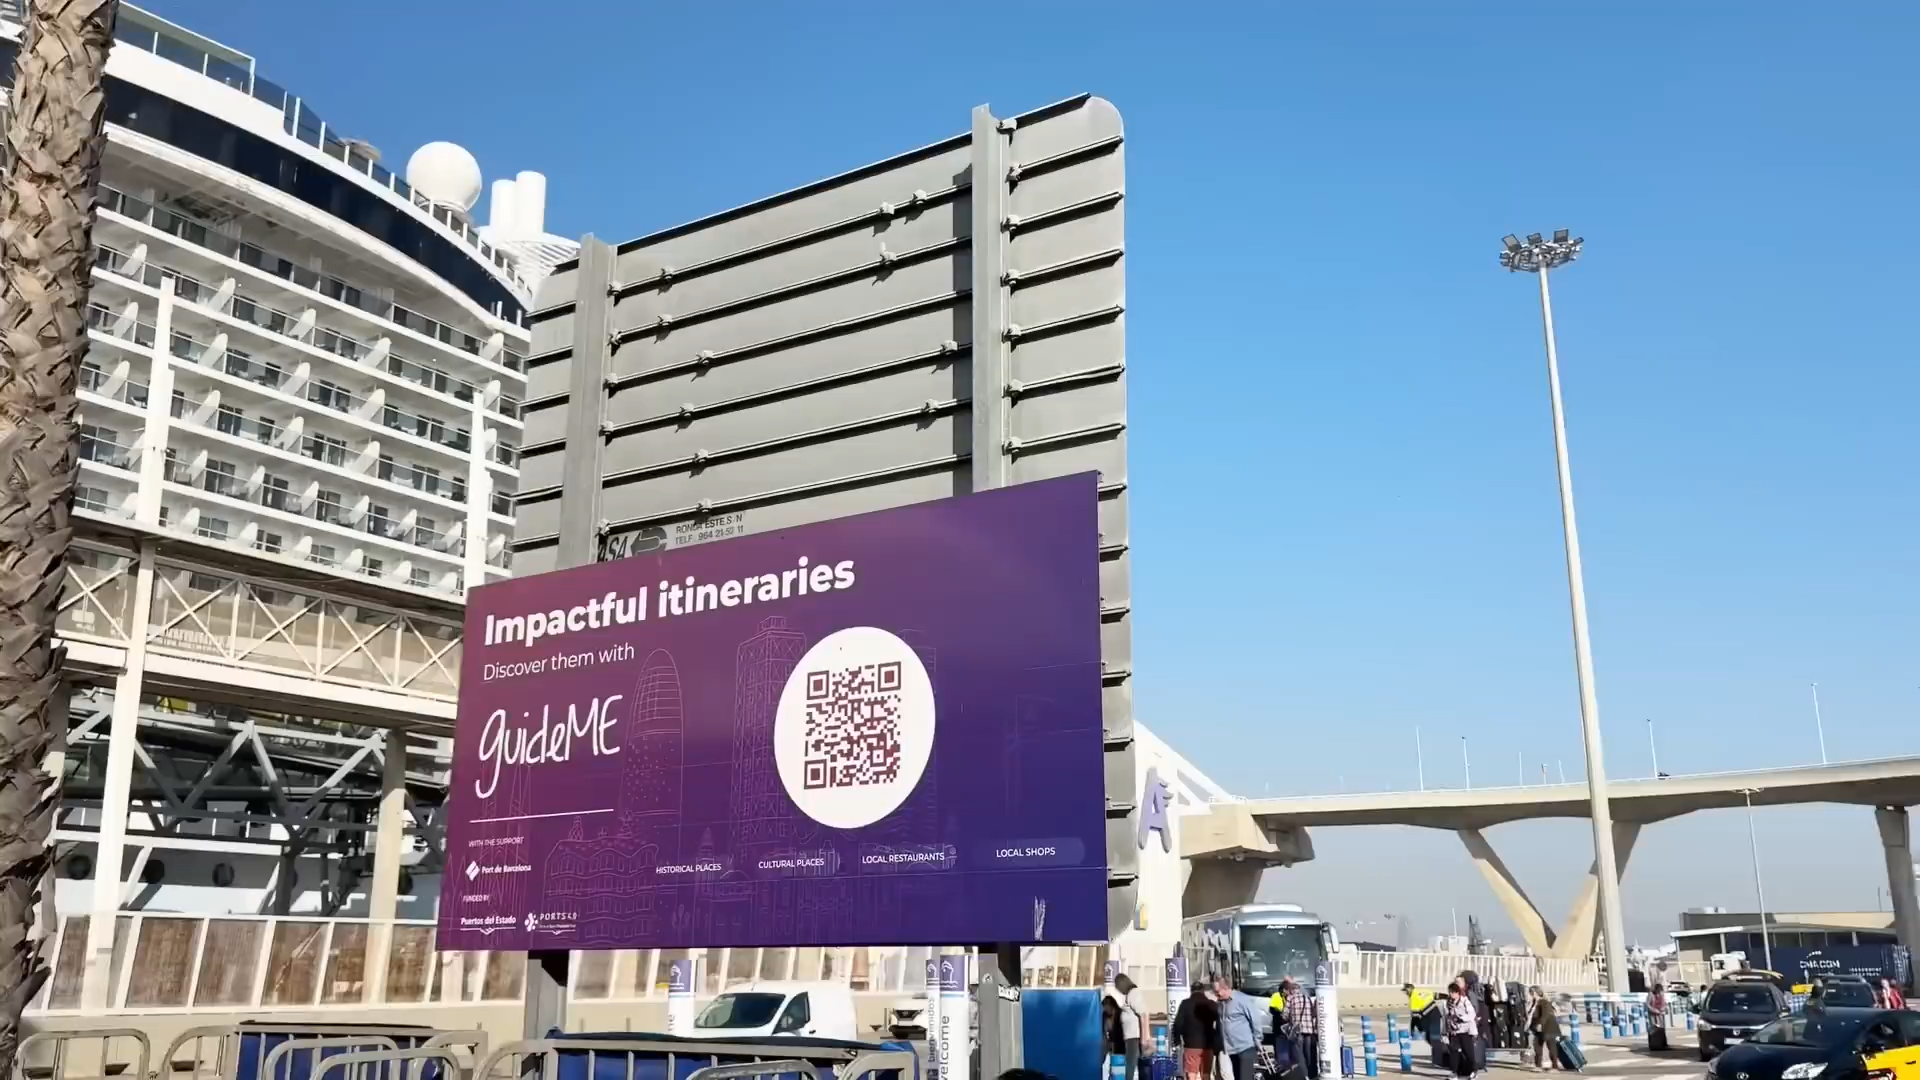 RONDA ESTE S/N
TELF. 964 21 52 11
Impactful itineraries
Discover them with
guideME
WITH THE SUPPORT
Port de Barcelona
FUNDED BY
Puertos del Estado
PORTS 4.0
HISTORICAL PLACES
CULTURAL PLACES
LOCAL RESTAURANTS
LOCAL SHOPS
bienvenidos
welcome
CMA CGM